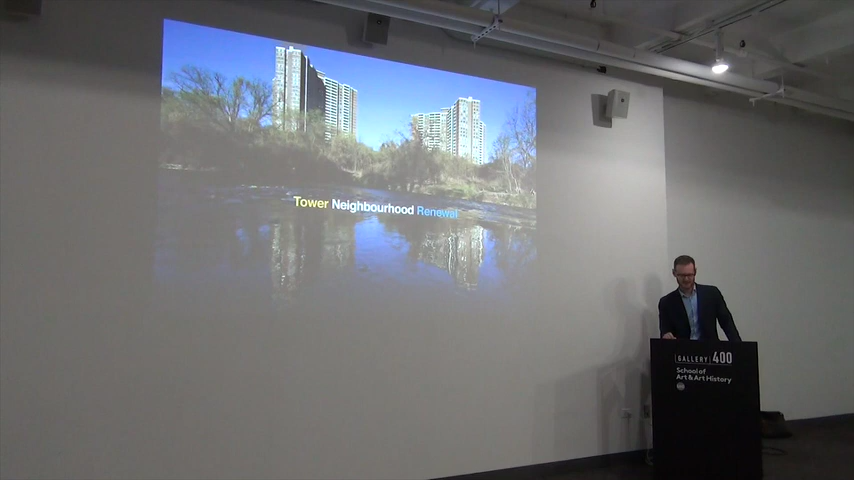 Tower Neighbourhood Renewal
GALLERY 400
School of
Art & Art History